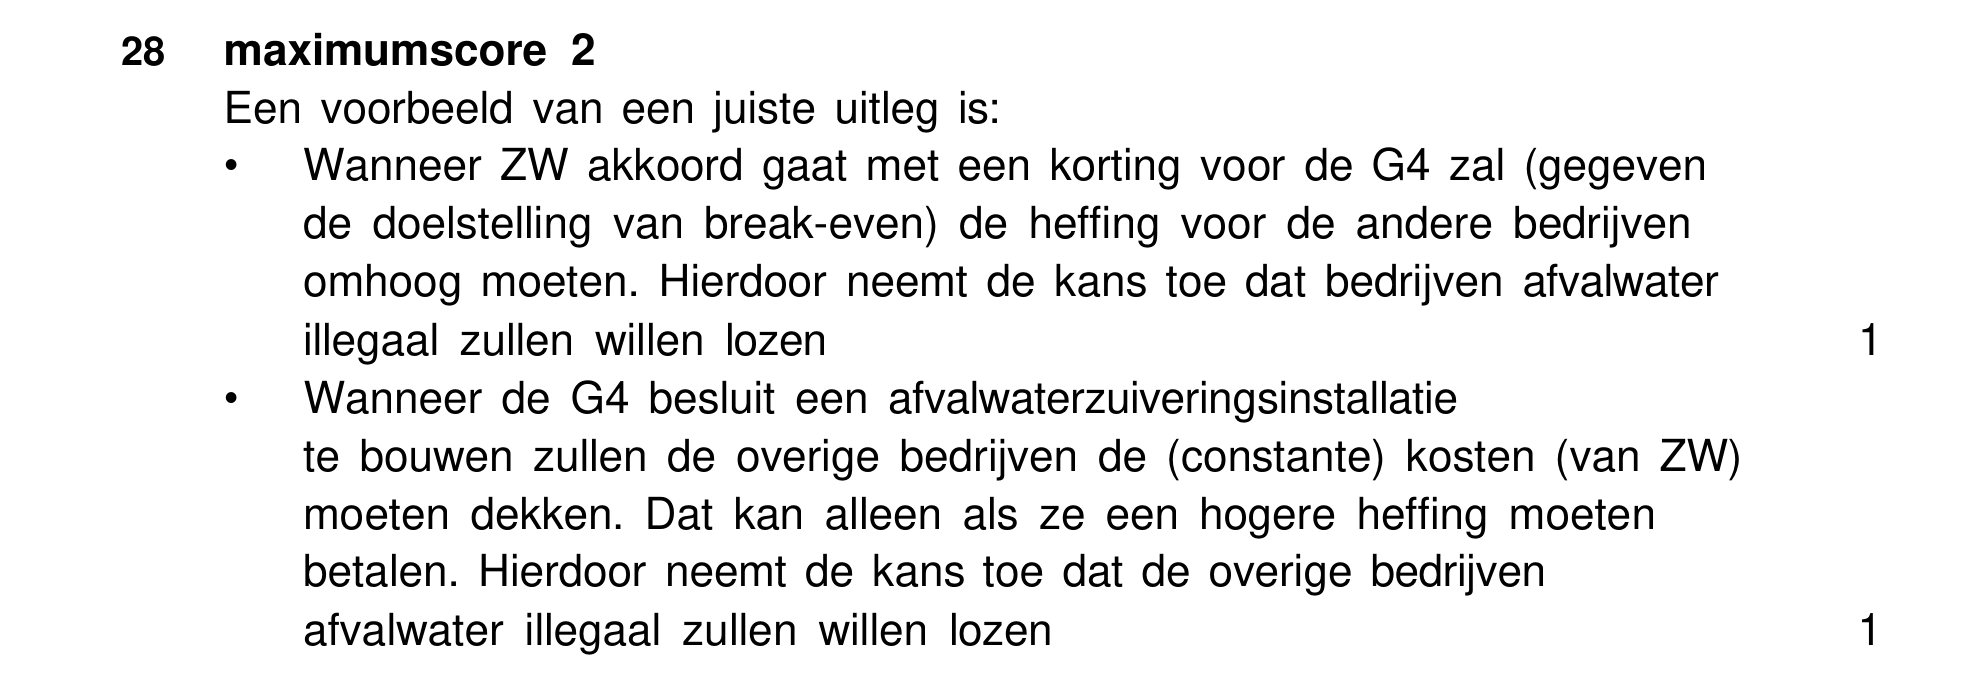 28 maximumscore 2
Een voorbeeld van een juiste uitleg is:
• Wanneer ZW akkoord gaat met een korting voor de G4 zal (gegeven
de doelstelling van break-even) de heffing voor de andere bedrijven
omhoog moeten. Hierdoor neemt de kans toe dat bedrijven afvalwater
illegaal zullen willen lozen 1
• Wanneer de G4 besluit een afvalwaterzuiveringsinstallatie
te bouwen zullen de overige bedrijven de (constante) kosten (van ZW)
moeten dekken. Dat kan alleen als ze een hogere heffing moeten
betalen. Hierdoor neemt de kans toe dat de overige bedrijven
afvalwater illegaal zullen willen lozen 1